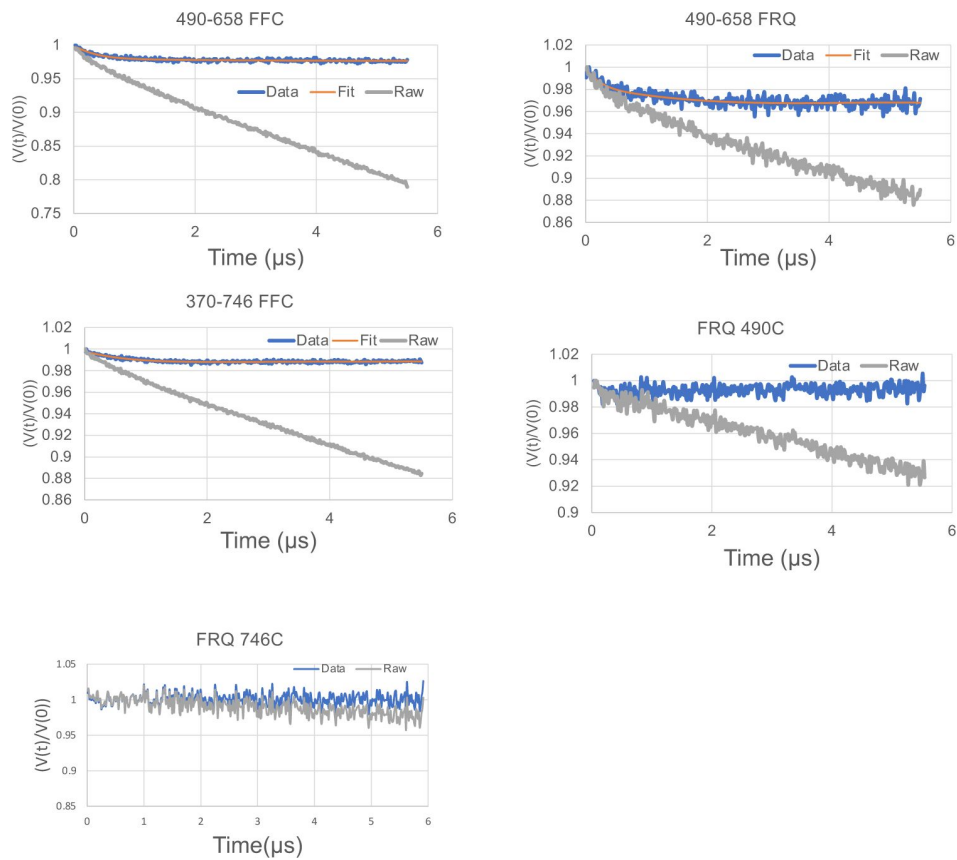 490-658 FFC
1
0.95
0.9
0.85
0.8
0.75
0 2 4 6
(V(t)/V(0))
Data Fit Raw
Time (µs)
490-658 FRQ
1.02
1
0.98
0.96
0.94
0.92
0.9
0.88
0.86
0 2 4 6
(V(t)/V(0))
Data Fit Raw
Time (µs)
370-746 FFC
1.02
1
0.98
0.96
0.94
0.92
0.9
0.88
0.86
0 2 4 6
(V(t)/V(0))
Data Fit Raw
Time (µs)
FRQ 490C
1.02
1
0.98
0.96
0.94
0.92
0.9
0 2 4 6
(V(t)/V(0))
Data Raw
Time (µs)
FRQ 746C
1.05
1
0.95
0.9
0.85
0 1 2 3 4 5 6
(V(t)/V(0))
Data Raw
Time(µs)